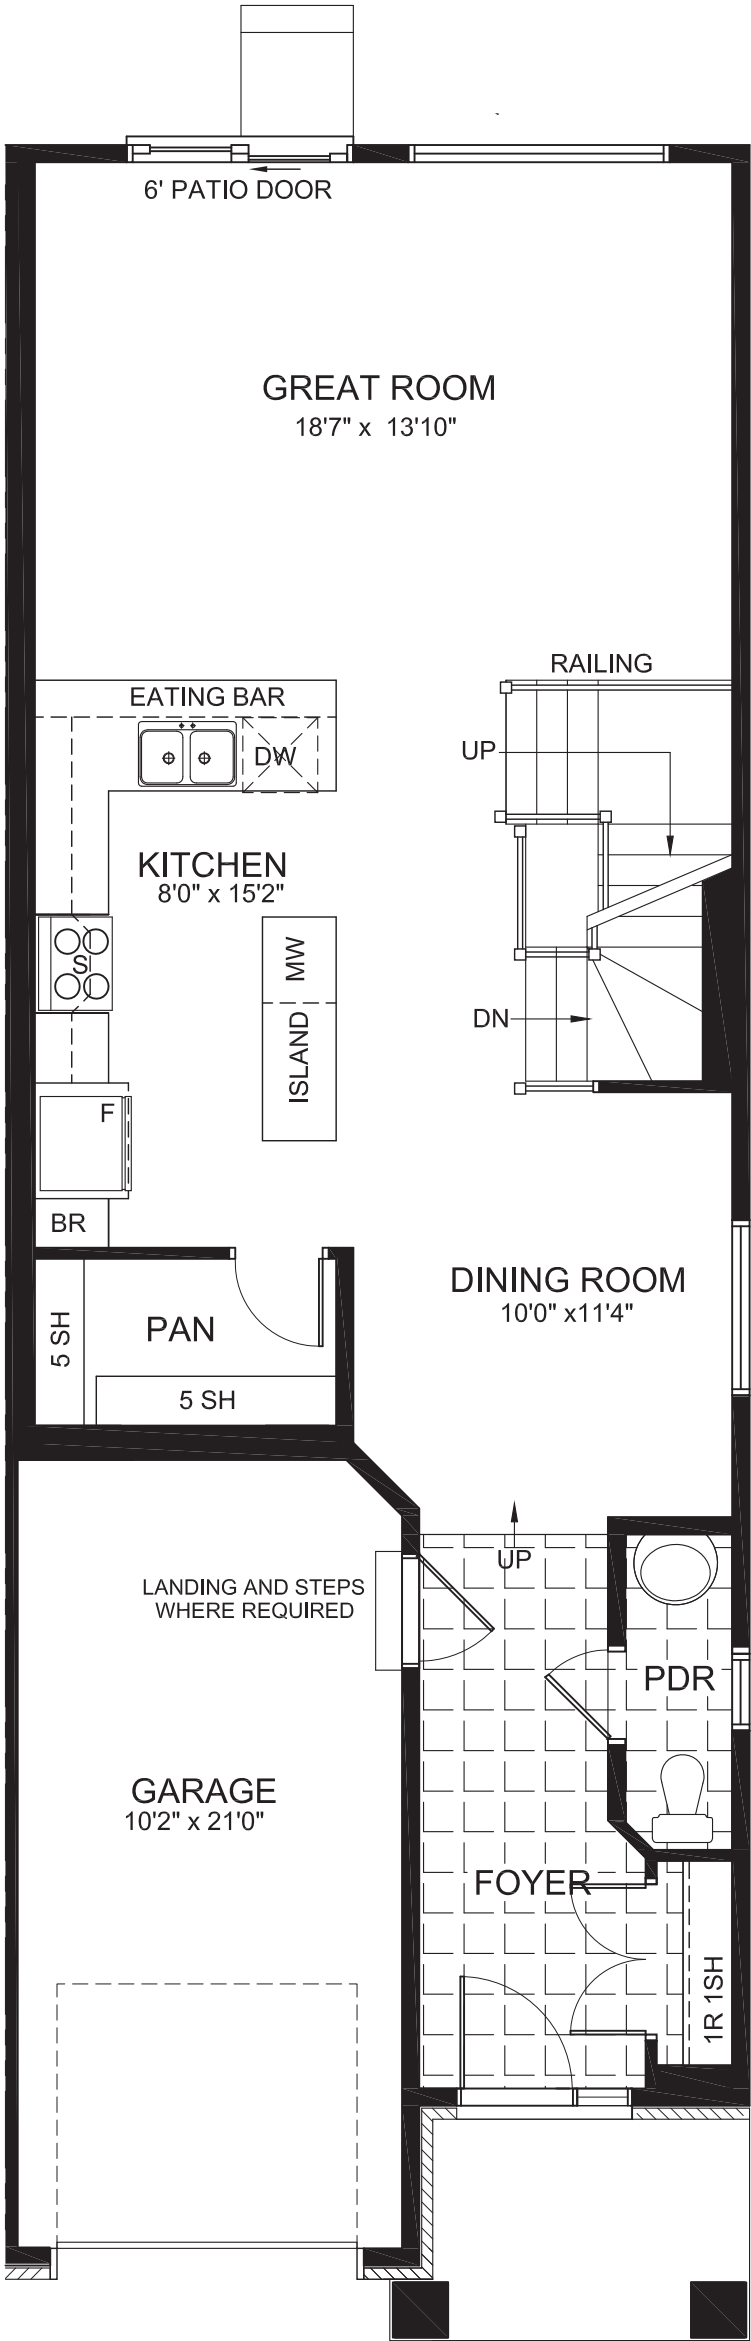 6' PATIO DOOR
GREAT ROOM
18'7" x 13'10"
RAILING
EATING BAR
DW
UP
KITCHEN
8'0" x 15'2"
MW
S
ISLAND
DN
F
BR
DINING ROOM
10'0" x11'4"
5 SH
PAN
5 SH
UP
LANDING AND STEPS
WHERE REQUIRED
PDR
GARAGE
10'2" x 21'0"
FOYER
1R 1SH